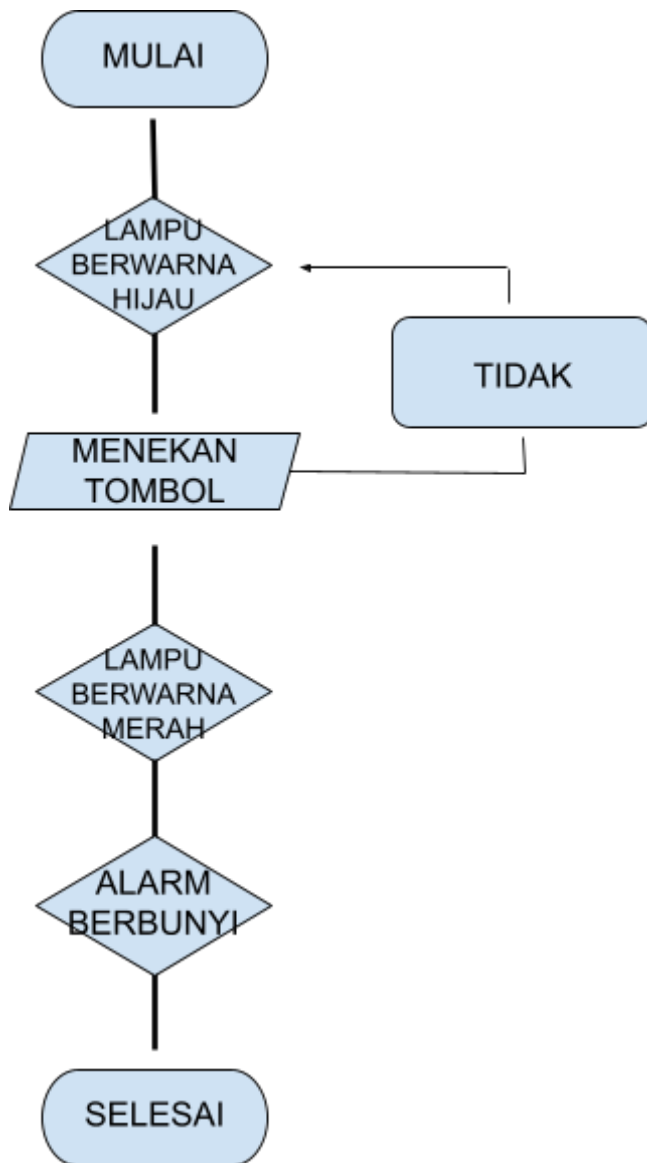 MULAI
LAMPU
BERWARNA
HIJAU
TIDAK
MENEKAN
TOMBOL
LAMPU
BERWARNA
MERAH
ALARM
BERBUNYI
SELESAI